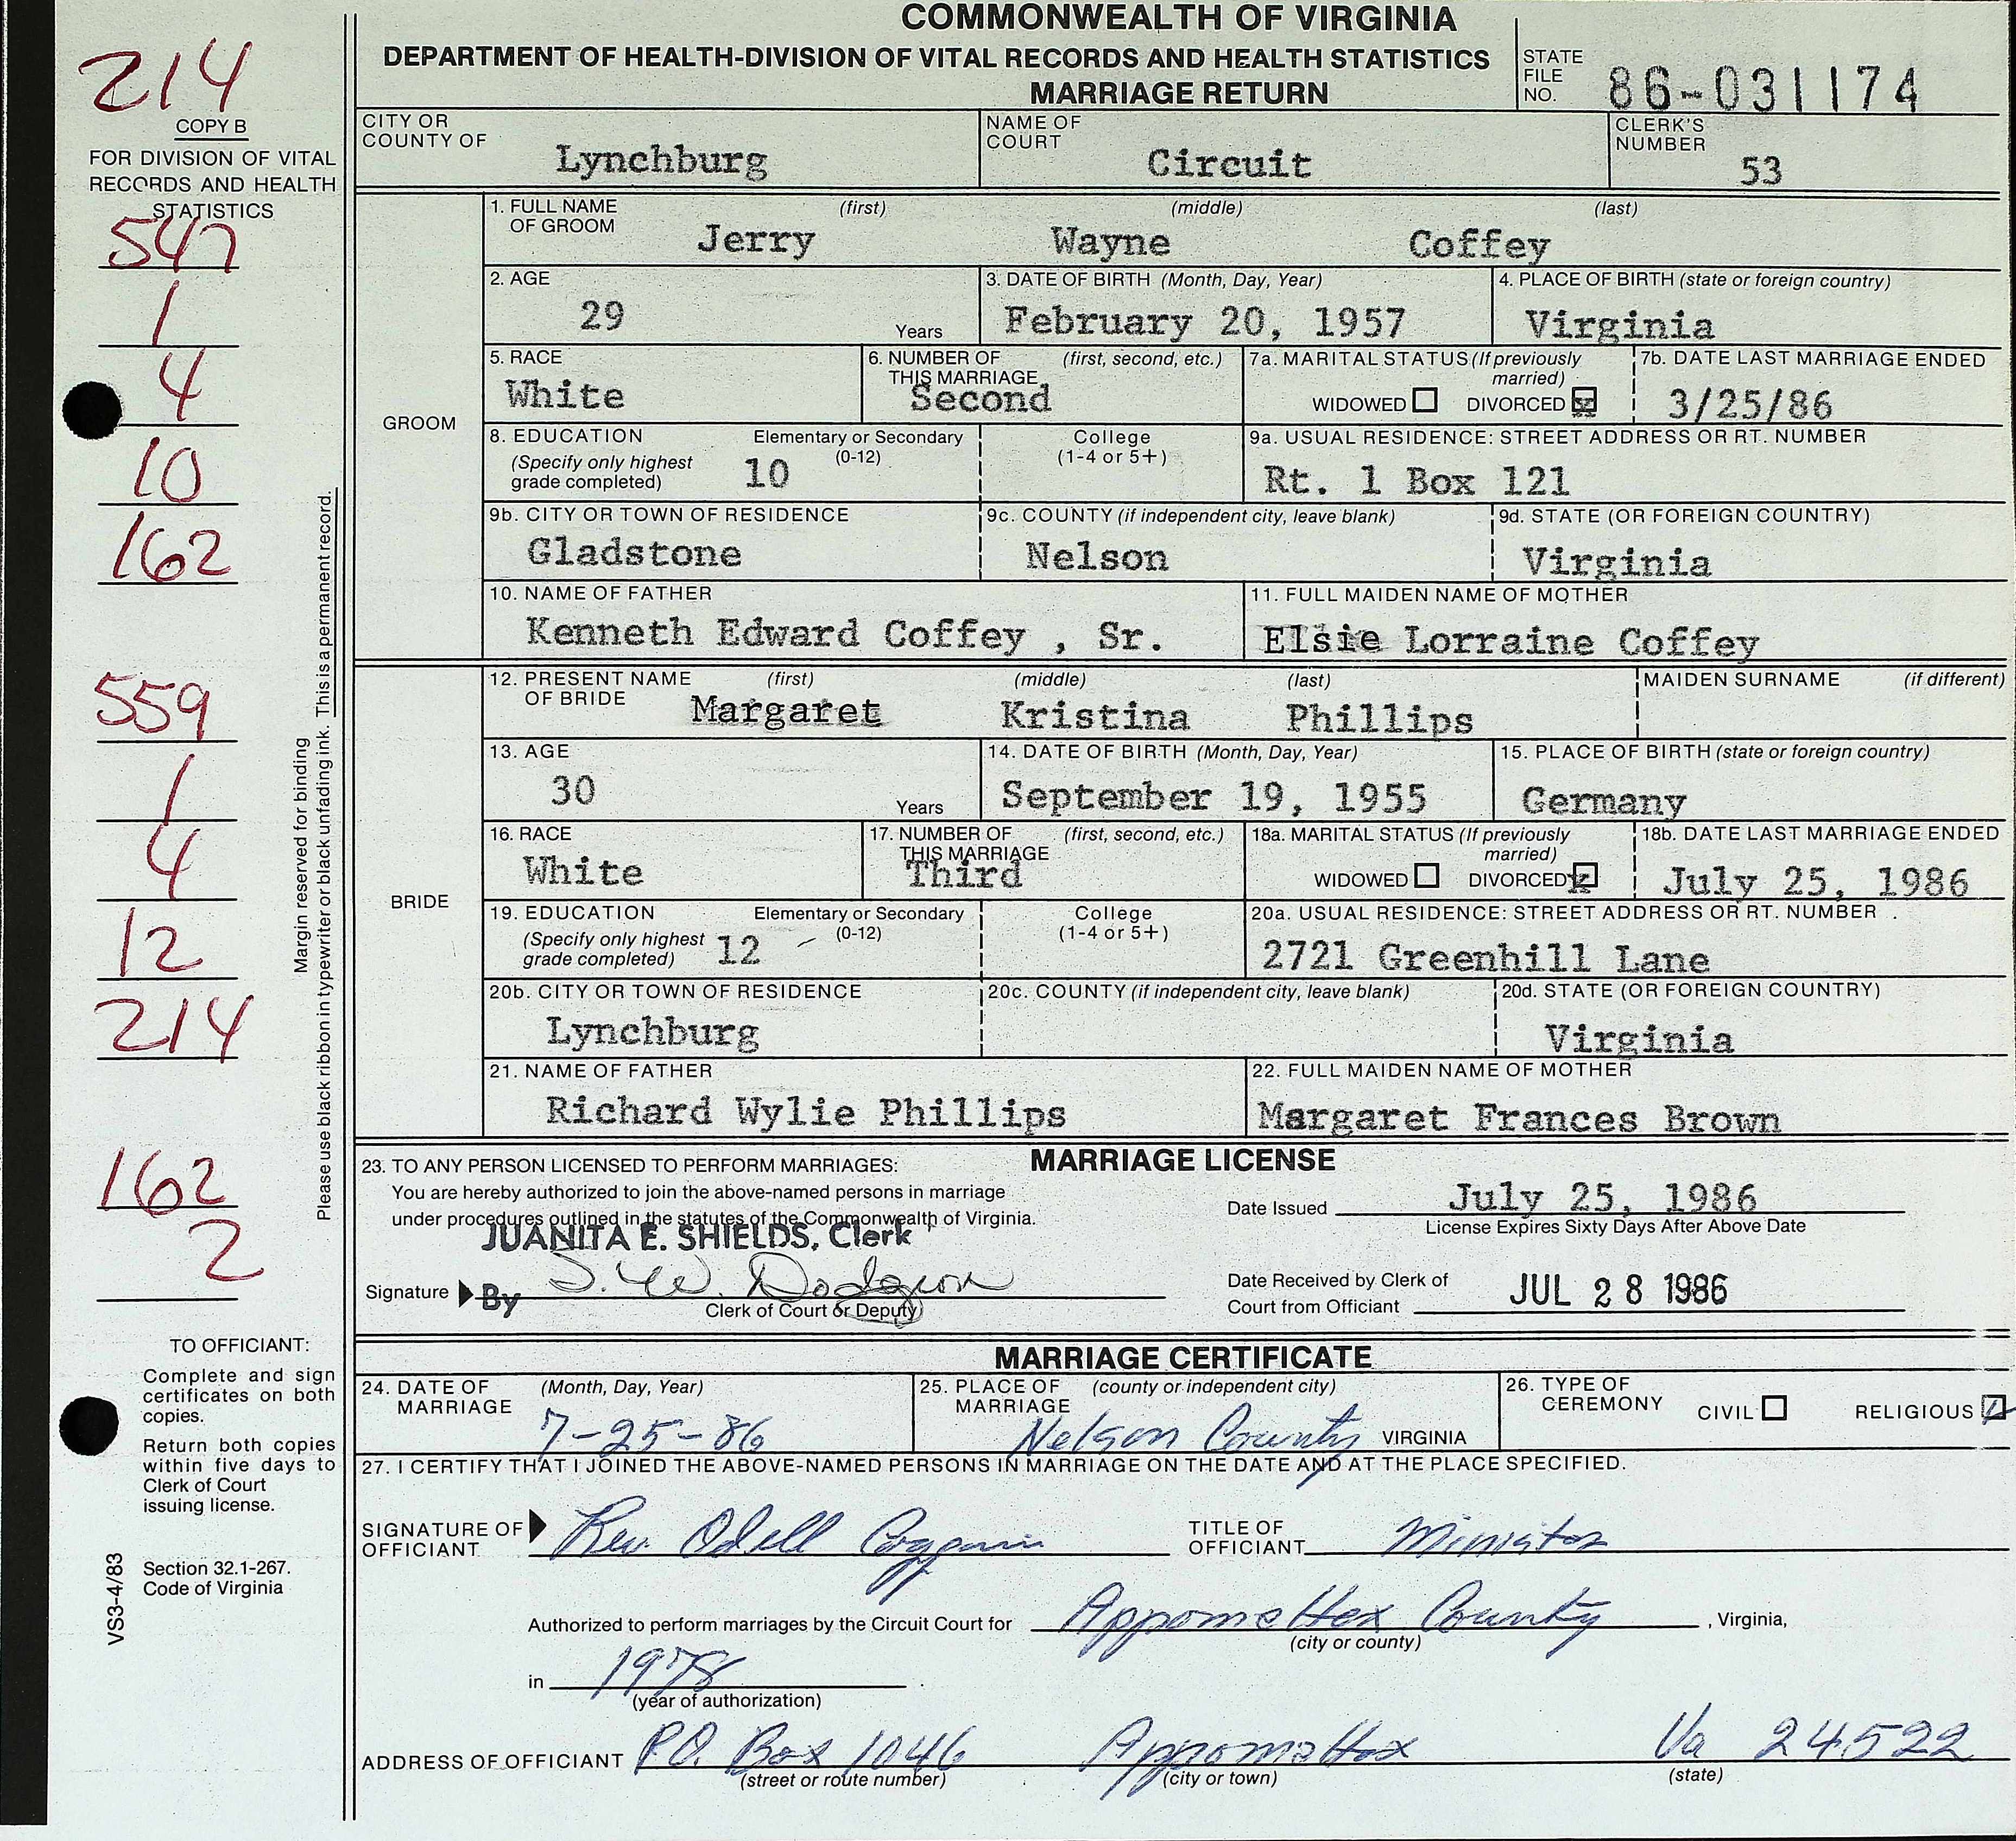 COMMONWEALTH OF VIRGINIA
DEPARTMENT OF HEALTH-DIVISION OF VITAL RECORDS AND HEALTH STATISTICS
MARRIAGE RETURN
STATE FILE NO. 86-031174
214
COPY B
FOR DIVISION OF VITAL
RECORDS AND HEALTH
STATISTICS
547
1
4
10
162
559
1
4
12
214
162
2
Margin reserved for binding
Please use black ribbon in typewriter or black unfading ink. This is a permanent record.
CITY OR COUNTY OF Lynchburg
NAME OF COURT Circuit
CLERK'S NUMBER 53
GROOM
1. FULL NAME OF GROOM (first) (middle) (last)
Jerry Wayne Coffey
2. AGE 29 Years
3. DATE OF BIRTH (Month, Day, Year) February 20, 1957
4. PLACE OF BIRTH (state or foreign country) Virginia
5. RACE White
6. NUMBER OF THIS MARRIAGE (first, second, etc.) Second
7a. MARITAL STATUS (If previously married) WIDOWED DIVORCED X
7b. DATE LAST MARRIAGE ENDED 3/25/86
8. EDUCATION (Specify only highest grade completed) Elementary or Secondary (0-12) 10 College (1-4 or 5+)
9a. USUAL RESIDENCE: STREET ADDRESS OR RT. NUMBER Rt. 1 Box 121
9b. CITY OR TOWN OF RESIDENCE Gladstone
9c. COUNTY (if independent city, leave blank) Nelson
9d. STATE (OR FOREIGN COUNTRY) Virginia
10. NAME OF FATHER Kenneth Edward Coffey , Sr.
11. FULL MAIDEN NAME OF MOTHER Elsie Lorraine Coffey
BRIDE
12. PRESENT NAME OF BRIDE (first) (middle) (last) MAIDEN SURNAME (if different)
Margaret Kristina Phillips
13. AGE 30 Years
14. DATE OF BIRTH (Month, Day, Year) September 19, 1955
15. PLACE OF BIRTH (state or foreign country) Germany
16. RACE White
17. NUMBER OF THIS MARRIAGE (first, second, etc.) Third
18a. MARITAL STATUS (If previously married) WIDOWED DIVORCED X
18b. DATE LAST MARRIAGE ENDED July 25, 1986
19. EDUCATION (Specify only highest grade completed) Elementary or Secondary (0-12) 12 College (1-4 or 5+)
20a. USUAL RESIDENCE: STREET ADDRESS OR RT. NUMBER 2721 Greenhill Lane
20b. CITY OR TOWN OF RESIDENCE Lynchburg
20c. COUNTY (if independent city, leave blank)
20d. STATE (OR FOREIGN COUNTRY) Virginia
21. NAME OF FATHER Richard Wylie Phillips
22. FULL MAIDEN NAME OF MOTHER Margaret Frances Brown
MARRIAGE LICENSE
23. TO ANY PERSON LICENSED TO PERFORM MARRIAGES:
You are hereby authorized to join the above-named persons in marriage
under procedures outlined in the statutes of the Commonwealth of Virginia.
JUANITA E. SHIELDS, Clerk
Signature By S. W. Dodgion
Clerk of Court or Deputy
Date Issued July 25, 1986
License Expires Sixty Days After Above Date
Date Received by Clerk of Court from Officiant JUL 28 1986
TO OFFICIANT:
Complete and sign
certificates on both
copies.
Return both copies
within five days to
Clerk of Court
issuing license.
Section 32.1-267.
Code of Virginia
VS3-4/83
MARRIAGE CERTIFICATE
24. DATE OF MARRIAGE (Month, Day, Year) 7-25-86
25. PLACE OF MARRIAGE (county or independent city) Nelson County VIRGINIA
26. TYPE OF CEREMONY CIVIL RELIGIOUS
27. I CERTIFY THAT I JOINED THE ABOVE-NAMED PERSONS IN MARRIAGE ON THE DATE AND AT THE PLACE SPECIFIED.
SIGNATURE OF OFFICIANT Rev Odell
TITLE OF OFFICIANT Minister
Authorized to perform marriages by the Circuit Court for Appomattox County , Virginia,
(city or county)
in 1978 .
(year of authorization)
ADDRESS OF OFFICIANT P.O. Box 1046 Appomattox Va 24522
(street or route number) (city or town) (state)